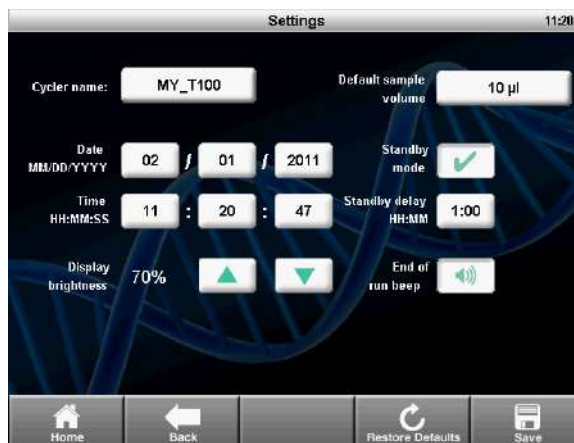 Settings 11:20
Cycler name: MY_T100
Default sample volume 10 µl
Date MM/DD/YYYY 02 / 01 / 2011
Standby mode
Time HH:MM:SS 11 : 20 : 47
Standby delay HH:MM 1:00
Display brightness 70%
End of run beep
Home Back Restore Defaults Save